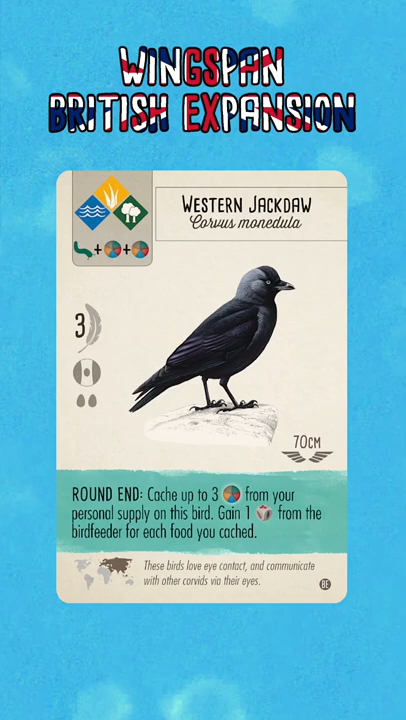 WINGSPAN
BRITISH EXPANSION
WESTERN JACKDAW
Corvus monedula
+ +
3
70CM
ROUND END: Cache up to 3 from your
personal supply on this bird. Gain 1 from the
birdfeeder for each food you cached.
These birds love eye contact, and communicate
with other corvids via their eyes.
BE